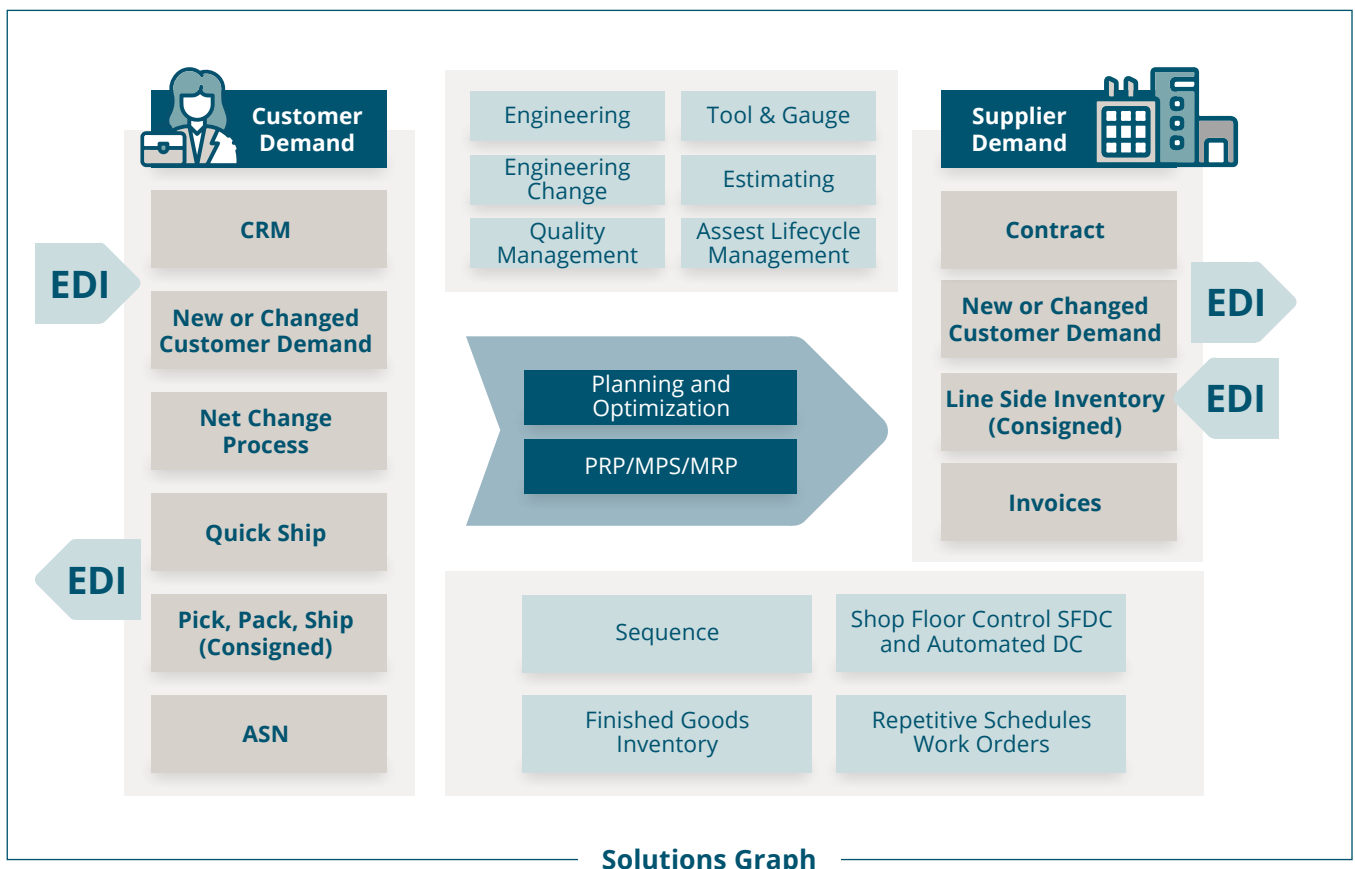 Customer
Demand
CRM
New or Changed
Customer Demand
Net Change
Process
Quick Ship
Pick, Pack, Ship
(Consigned)
ASN
EDI
EDI
Engineering
Tool & Gauge
Engineering
Change
Estimating
Quality
Management
Assest Lifecycle
Management
Planning and
Optimization
PRP/MPS/MRP
Sequence
Shop Floor Control SFDC
and Automated DC
Finished Goods
Inventory
Repetitive Schedules
Work Orders
Supplier
Demand
Contract
New or Changed
Customer Demand
Line Side Inventory
(Consigned)
Invoices
EDI
EDI
Solutions Graph